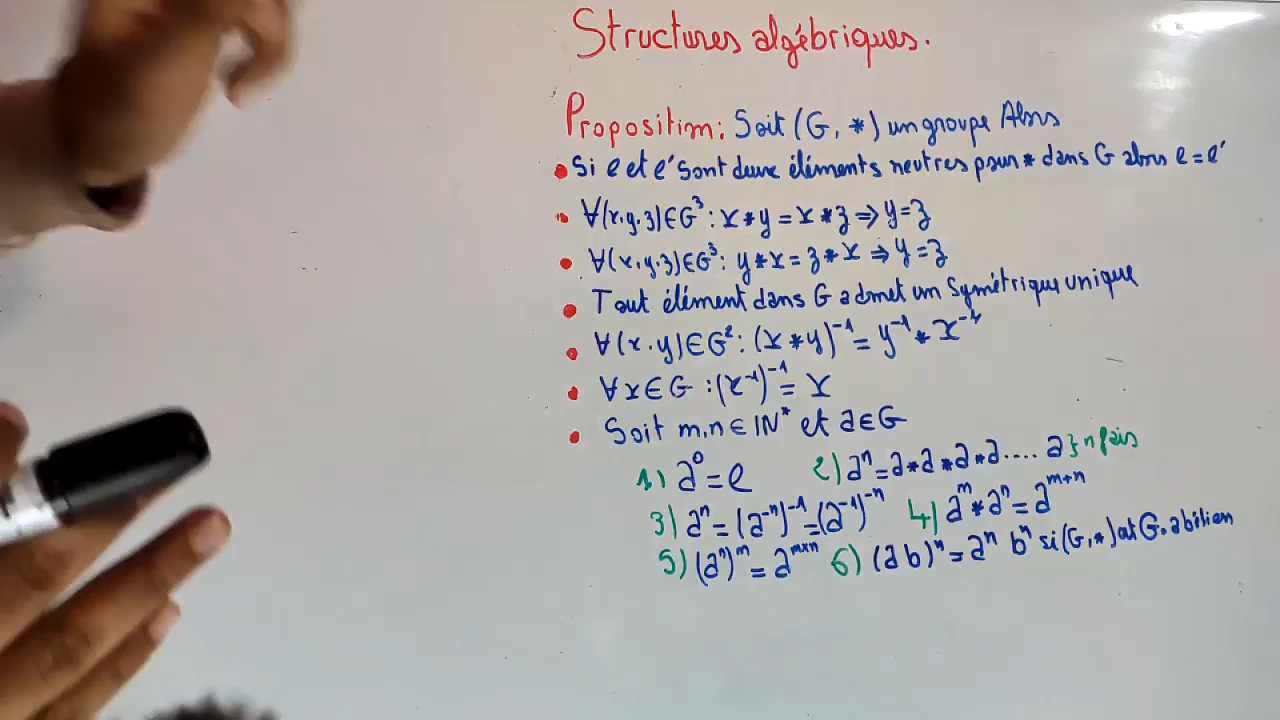 Structures algébriques.
Proposition: Soit (G, *) un groupe Alors
• Si e et e' sont deux éléments neutres pour * dans G alors e = e'
• ∀(x,y,z)∈G³: x*y = x*z ⇒ y=z
• ∀(x,y,z)∈G³: y*x = z*x ⇒ y=z
• Tout élément dans G admet un Symétrique unique
• ∀(x,y)∈G²: (x*y)⁻¹ = y⁻¹ * x⁻¹
• ∀x∈G : (x⁻¹)⁻¹ = x
• Soit m,n ∈ IN* et a∈G
1) a⁰ = e 2) aⁿ = a*a*a*a.... a} n fois
3) aⁿ = (a⁻ⁿ)⁻¹ = (a⁻¹)⁻ⁿ 4) aᵐ * aⁿ = aᵐ⁺ⁿ
5) (aⁿ)ᵐ = aᵐˣⁿ 6) (ab)ⁿ = aⁿ bⁿ si (G,*) est G.abélien